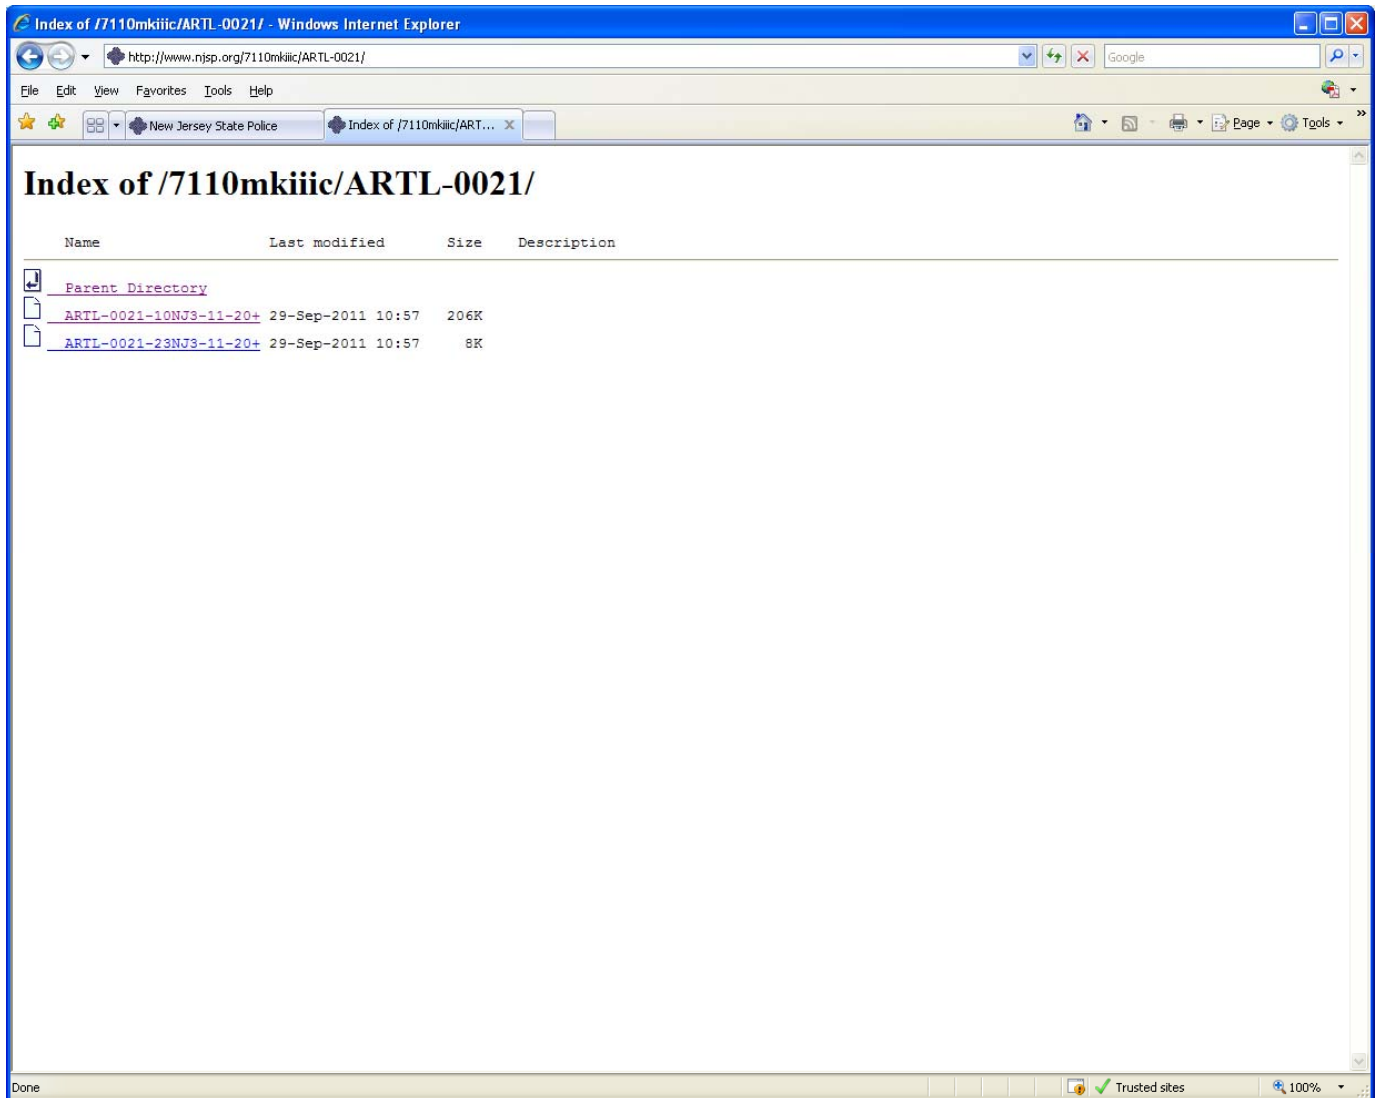 Index of /7110mkiiic/ARTL-0021/ - Windows Internet Explorer
http://www.njsp.org/7110mkiiic/ARTL-0021/ Google
File Edit View Favorites Tools Help
New Jersey State Police Index of /7110mkiiic/ART... X Page Tools »
Index of /7110mkiiic/ARTL-0021/
Name Last modified Size Description
Parent Directory
ARTL-0021-10NJ3-11-20+ 29-Sep-2011 10:57 206K
ARTL-0021-23NJ3-11-20+ 29-Sep-2011 10:57 8K
Done Trusted sites 100%